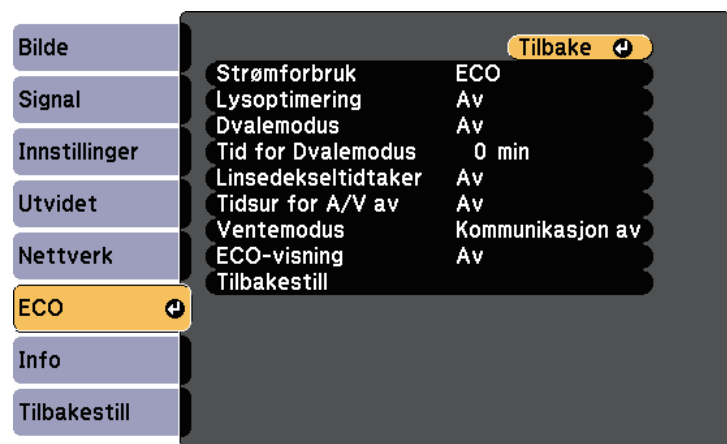 Bilde
Signal
Innstillinger
Utvidet
Nettverk
ECO
Info
Tilbakestill
Tilbake
Strømforbruk ECO
Lysoptimering Av
Dvalemodus Av
Tid for Dvalemodus 0 min
Linsedekseltidtaker Av
Tidsur for A/V av Av
Ventemodus Kommunikasjon av
ECO-visning Av
Tilbakestill